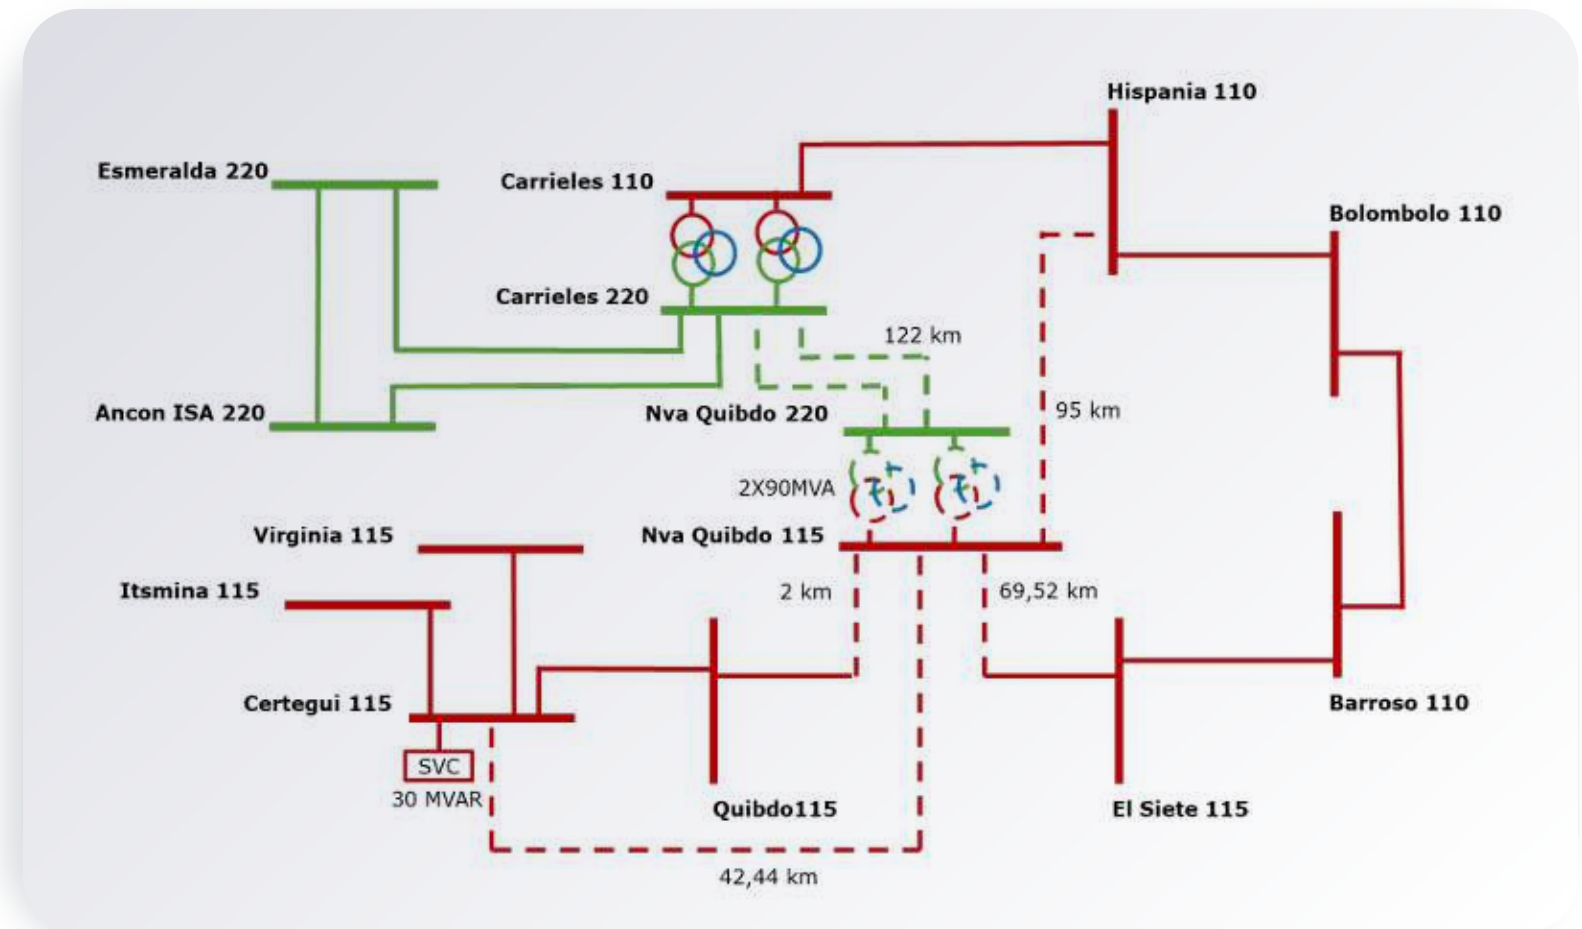 Hispania 110
Esmeralda 220
Carrieles 110
Bolombolo 110
Carrieles 220
122 km
Ancon ISA 220
Nva Quibdo 220
95 km
2X90MVA
Virginia 115
Nva Quibdo 115
Itsmina 115
2 km
69,52 km
Certegui 115
Barroso 110
SVC
30 MVAR
Quibdo115
El Siete 115
42,44 km